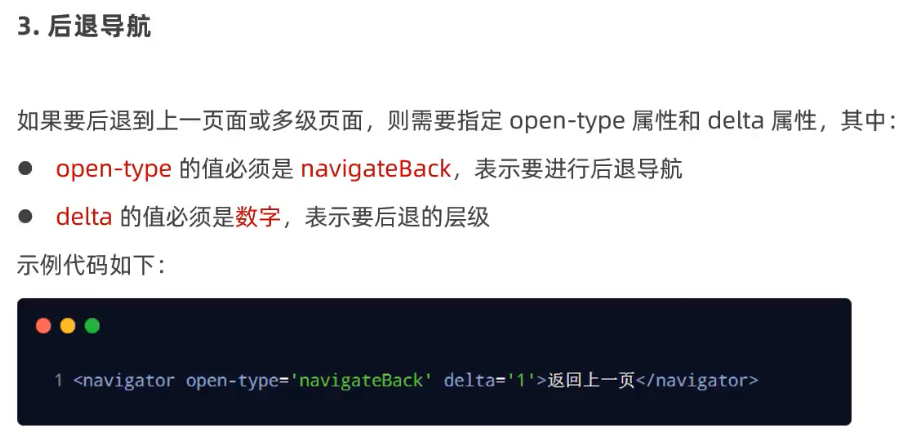 3. 后退导航
如果要后退到上一页面或多级页面，则需要指定 open-type 属性和 delta 属性，其中：
● open-type 的值必须是 navigateBack，表示要进行后退导航
● delta 的值必须是数字，表示要后退的层级
示例代码如下：
1 <navigator open-type='navigateBack' delta='1'>返回上一页</navigator>